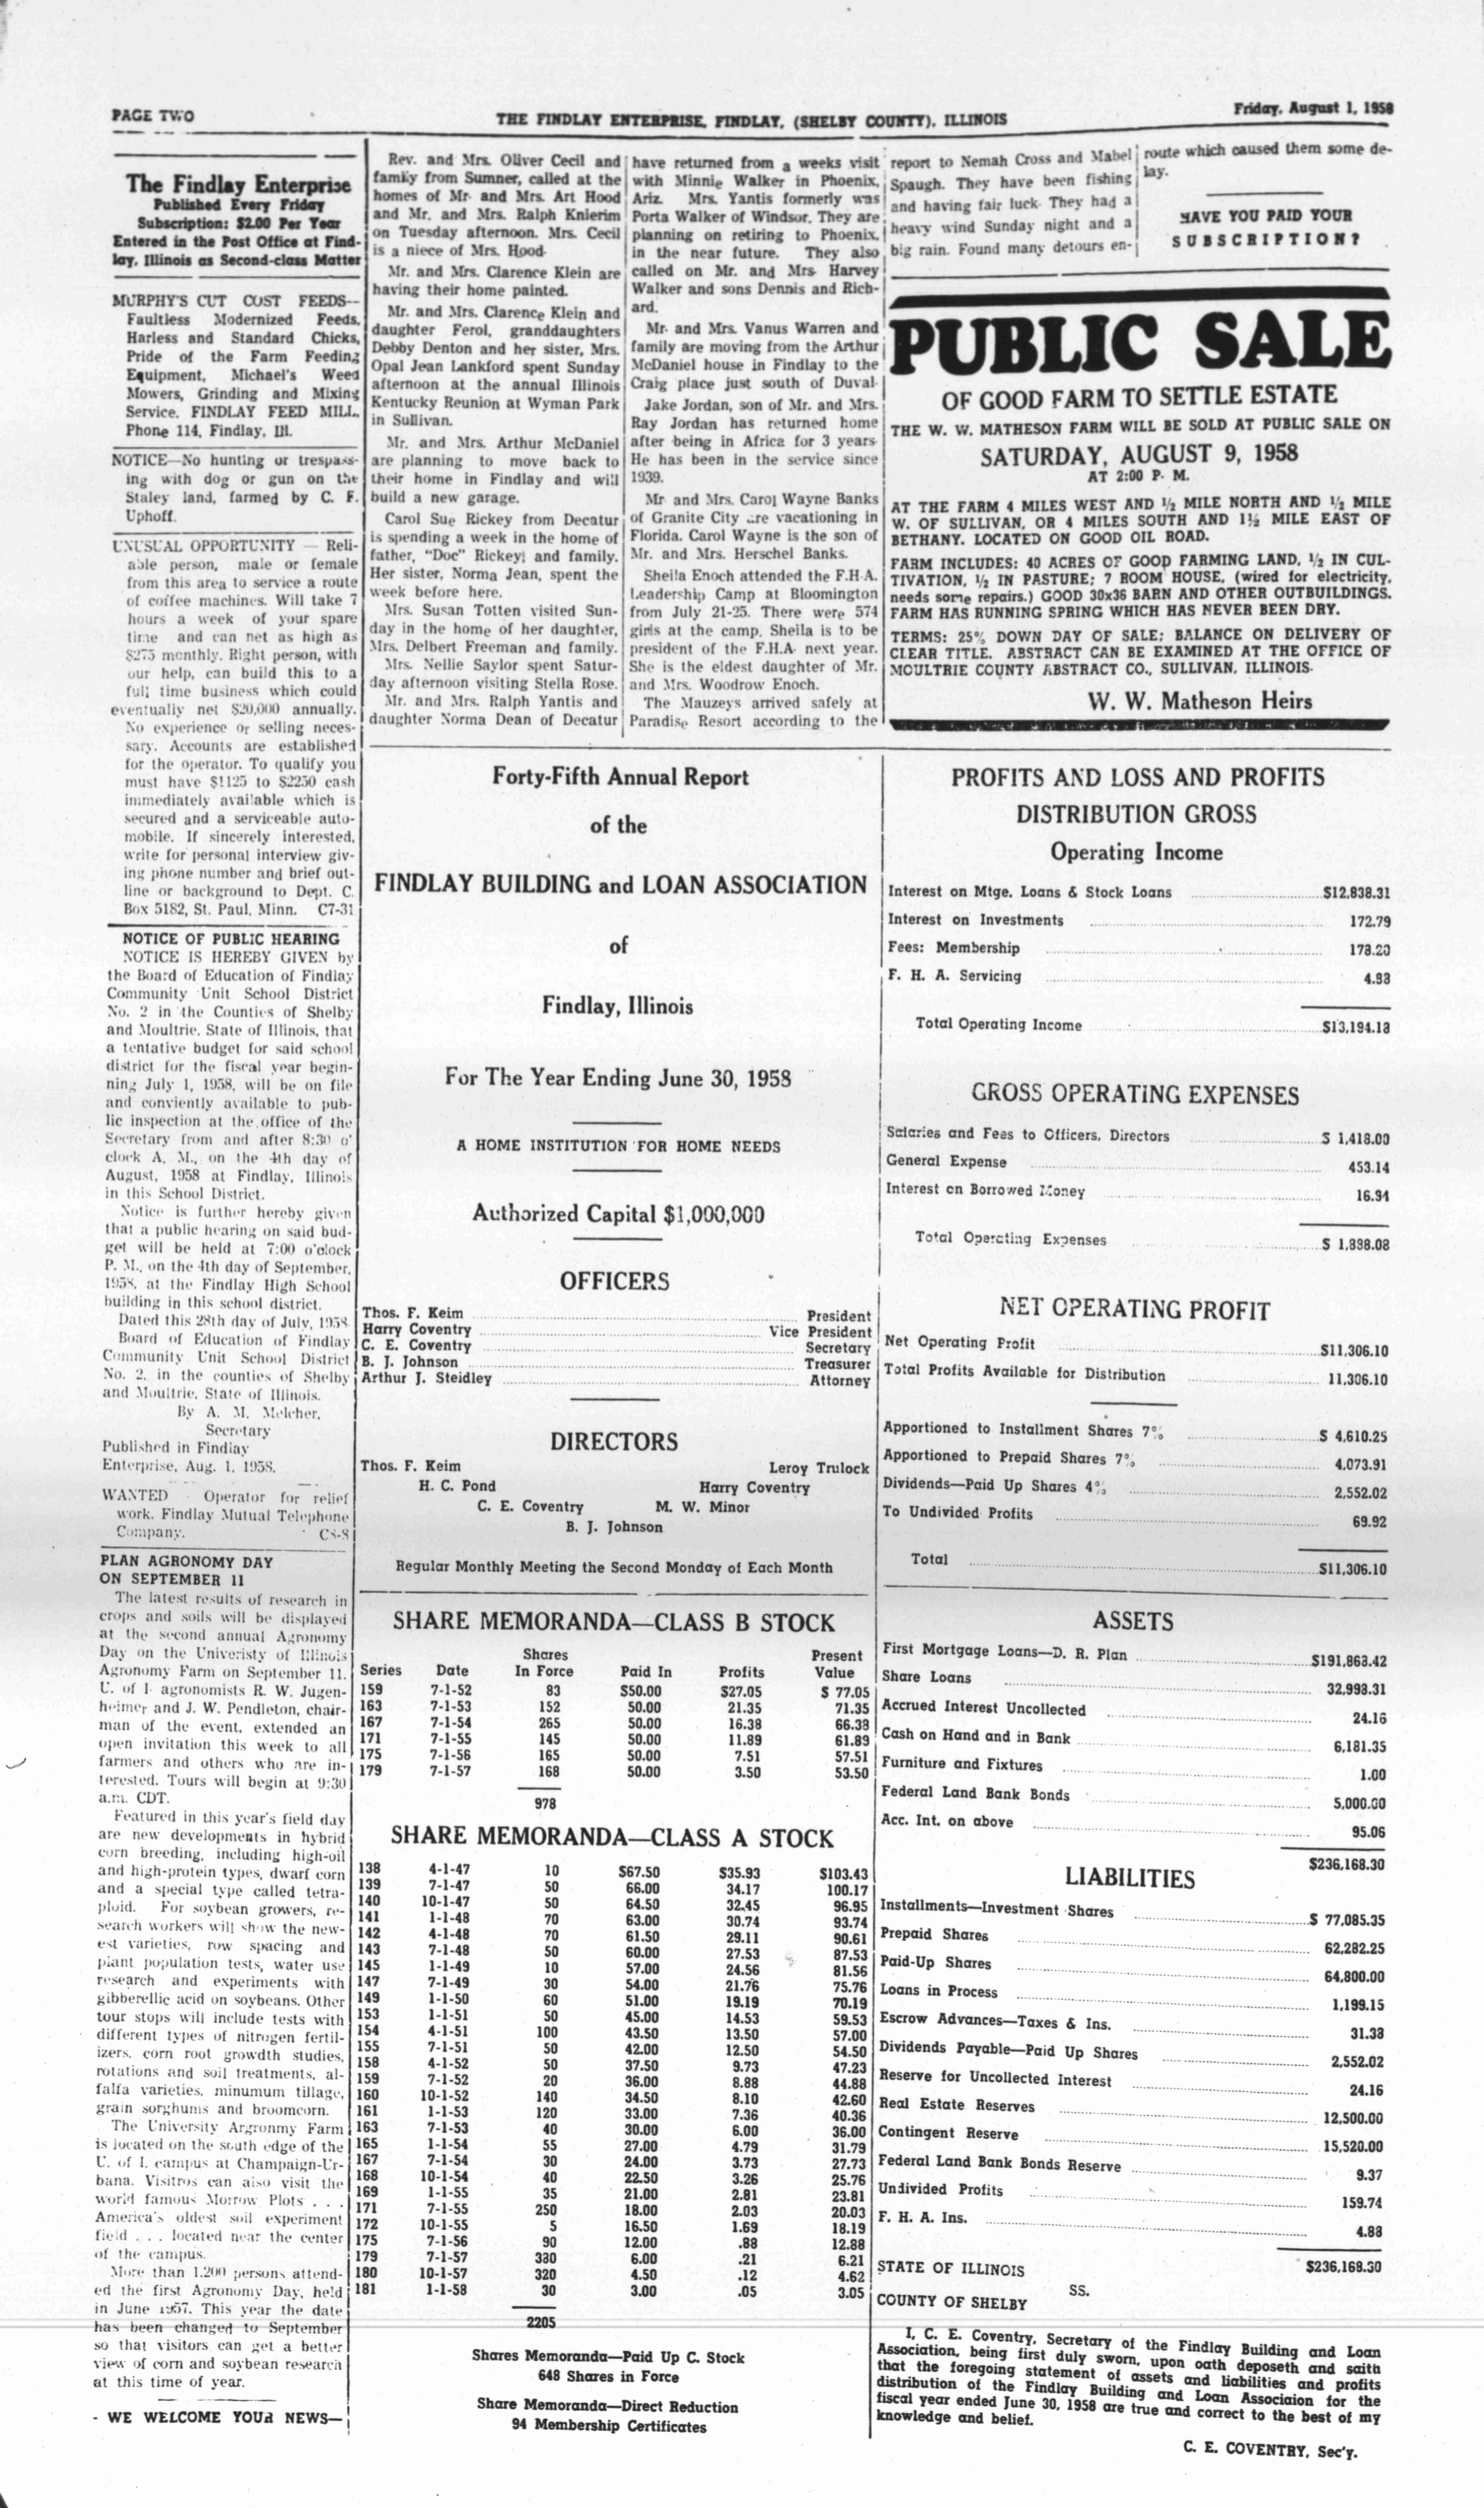 PAGE TWO
THE FINDLAY ENTERPRISE, FINDLAY, (SHELBY COUNTY), ILLINOIS
Friday, August 1, 1958
The Findlay Enterprise
Published Every Friday
Subscription: $2.00 Per Year
Entered in the Post Office at Find-
lay, Illinois as Second-class Matter
MURPHY'S CUT COST FEEDS—
Faultless Modernized Feeds,
Harless and Standard Chicks,
Pride of the Farm Feeding
Equipment, Michael's Weed
Mowers, Grinding and Mixing
Service. FINDLAY FEED MILL,
Phone 114, Findlay, Ill.
NOTICE—No hunting or trespass-
ing with dog or gun on the
Staley land, farmed by C. F.
Uphoff.
UNUSUAL OPPORTUNITY — Reli-
able person, male or female
from this area to service a route
of coffee machines. Will take 7
hours a week of your spare
time and can net as high as
$275 monthly. Right person, with
our help, can build this to a
full time business which could
eventually net $20,000 annually.
No experience or selling neces-
sary. Accounts are established
for the operator. To qualify you
must have $1125 to $2250 cash
immediately available which is
secured and a serviceable auto-
mobile. If sincerely interested,
write for personal interview giv-
ing phone number and brief out-
line or background to Dept. C.
Box 5182, St. Paul, Minn. C7-31
NOTICE OF PUBLIC HEARING
NOTICE IS HEREBY GIVEN by
the Board of Education of Findlay
Community Unit School District
No. 2 in the Counties of Shelby
and Moultrie, State of Illinois, that
a tentative budget for said school
district for the fiscal year begin-
ning July 1, 1958, will be on file
and conviently available to pub-
lic inspection at the office of the
Secretary from and after 8:30 o'
clock A. M., on the 4th day of
August, 1958 at Findlay, Illinois
in this School District.
Notice is further hereby given
that a public hearing on said bud-
get will be held at 7:00 o'clock
P. M., on the 4th day of September,
1958, at the Findlay High School
building in this school district.
Dated this 28th day of July, 1958
Board of Education of Findlay
Community Unit School District
No. 2, in the counties of Shelby
and Moultrie, State of Illinois.
By A. M. Melcher,
Secretary
Published in Findlay
Enterprise, Aug. 1, 1958.
WANTED - Operator for relief
work. Findlay Mutual Telephone
Company. C8-8
PLAN AGRONOMY DAY
ON SEPTEMBER 11
The latest results of research in
crops and soils will be displayed
at the second annual Agronomy
Day on the Univeristy of Illinois
Agronomy Farm on September 11.
U. of I. agronomists R. W. Jugen-
heimer and J. W. Pendleton, chair-
man of the event, extended an
open invitation this week to all
farmers and others who are in-
terested. Tours will begin at 9:30
a.m. CDT.
Featured in this year's field day
are new developments in hybrid
corn breeding, including high-oil
and high-protein types, dwarf corn
and a special type called tetra-
ploid. For soybean growers, re-
search workers will show the new-
est varieties, row spacing and
plant population tests, water use
research and experiments with
gibberellic acid on soybeans. Other
tour stops will include tests with
different types of nitrogen fertil-
izers, corn root growdth studies,
rotations and soil treatments, al-
falfa varieties, minumum tillage,
grain sorghums and broomcorn.
The University Argronmy Farm
is located on the south edge of the
U. of I. campus at Champaign-Ur-
bana. Visitros can also visit the
world famous Morrow Plots . . .
America's oldest soil experiment
field . . . located near the center
of the campus.
More than 1,200 persons attend-
ed the first Agronomy Day, held
in June 1957. This year the date
has been changed to September
so that visitors can get a better
view of corn and soybean research
at this time of year.
- WE WELCOME YOUR NEWS—
Rev. and Mrs. Oliver Cecil and
family from Sumner, called at the
homes of Mr. and Mrs. Art Hood
and Mr. and Mrs. Ralph Knierim
on Tuesday afternoon. Mrs. Cecil
is a niece of Mrs. Hood.
Mr. and Mrs. Clarence Klein are
having their home painted.
Mr. and Mrs. Clarence Klein and
daughter Ferol, granddaughters
Debby Denton and her sister, Mrs.
Opal Jean Lankford spent Sunday
afternoon at the annual Illinois
Kentucky Reunion at Wyman Park
in Sullivan.
Mr. and Mrs. Arthur McDaniel
are planning to move back to
their home in Findlay and will
build a new garage.
Carol Sue Rickey from Decatur
is spending a week in the home of
father, "Doc" Rickey; and family.
Her sister, Norma Jean, spent the
week before here.
Mrs. Susan Totten visited Sun-
day in the home of her daughter,
Mrs. Delbert Freeman and family.
Mrs. Nellie Saylor spent Satur-
day afternoon visiting Stella Rose.
Mr. and Mrs. Ralph Yantis and
daughter Norma Dean of Decatur
have returned from a weeks visit
with Minnie Walker in Phoenix,
Ariz. Mrs. Yantis formerly was
Porta Walker of Windsor. They are
planning on retiring to Phoenix,
in the near future. They also
called on Mr. and Mrs Harvey
Walker and sons Dennis and Rich-
ard.
Mr. and Mrs. Vanus Warren and
family are moving from the Arthur
McDaniel house in Findlay to the
Craig place just south of Duval.
Jake Jordan, son of Mr. and Mrs.
Ray Jordan has returned home
after being in Africa for 3 years
He has been in the service since
1939.
Mr and Mrs. Carol Wayne Banks
of Granite City are vacationing in
Florida. Carol Wayne is the son of
Mr. and Mrs. Herschel Banks.
Sheila Enoch attended the F.H.A.
Leadership Camp at Bloomington
from July 21-25. There were 574
girls at the camp. Sheila is to be
president of the F.H.A. next year.
She is the eldest daughter of Mr.
and Mrs. Woodrow Enoch.
The Mauzeys arrived safely at
Paradise Resort according to the
report to Nemah Cross and Mabel
Spaugh. They have been fishing
and having fair luck. They had a
heavy wind Sunday night and a
big rain. Found many detours en-
route which caused them some de-
lay.
HAVE YOU PAID YOUR
SUBSCRIPTION?
PUBLIC SALE
OF GOOD FARM TO SETTLE ESTATE
THE W. W. MATHESON FARM WILL BE SOLD AT PUBLIC SALE ON
SATURDAY, AUGUST 9, 1958
AT 2:00 P. M.
AT THE FARM 4 MILES WEST AND ½ MILE NORTH AND ½ MILE
W. OF SULLIVAN, OR 4 MILES SOUTH AND 1½ MILE EAST OF
BETHANY. LOCATED ON GOOD OIL ROAD.
FARM INCLUDES: 40 ACRES OF GOOD FARMING LAND, ½ IN CUL-
TIVATION, ½ IN PASTURE; 7 ROOM HOUSE, (wired for electricity,
needs some repairs.) GOOD 30x36 BARN AND OTHER OUTBUILDINGS.
FARM HAS RUNNING SPRING WHICH HAS NEVER BEEN DRY.
TERMS: 25% DOWN DAY OF SALE; BALANCE ON DELIVERY OF
CLEAR TITLE. ABSTRACT CAN BE EXAMINED AT THE OFFICE OF
MOULTRIE COUNTY ABSTRACT CO., SULLIVAN, ILLINOIS.
W. W. Matheson Heirs
Forty-Fifth Annual Report
of the
FINDLAY BUILDING and LOAN ASSOCIATION
of
Findlay, Illinois
For The Year Ending June 30, 1958
A HOME INSTITUTION FOR HOME NEEDS
Authorized Capital $1,000,000
OFFICERS
Thos. F. Keim President
Harry Coventry Vice President
C. E. Coventry Secretary
B. J. Johnson Treasurer
Arthur J. Steidley Attorney
DIRECTORS
Thos. F. Keim Leroy Trulock
H. C. Pond Harry Coventry
C. E. Coventry M. W. Minor
B. J. Johnson
Regular Monthly Meeting the Second Monday of Each Month
SHARE MEMORANDA—CLASS B STOCK
Shares Present
Series Date In Force Paid In Profits Value
159 7-1-52 83 $50.00 $27.05 $ 77.05
163 7-1-53 152 50.00 21.35 71.35
167 7-1-54 265 50.00 16.38 66.38
171 7-1-55 145 50.00 11.89 61.89
175 7-1-56 165 50.00 7.51 57.51
179 7-1-57 168 50.00 3.50 53.50
978
SHARE MEMORANDA—CLASS A STOCK
138 4-1-47 10 $67.50 $35.93 $103.43
139 7-1-47 50 66.00 34.17 100.17
140 10-1-47 50 64.50 32.45 96.95
141 1-1-48 70 63.00 30.74 93.74
142 4-1-48 70 61.50 29.11 90.61
143 7-1-48 50 60.00 27.53 87.53
145 1-1-49 10 57.00 24.56 81.56
147 7-1-49 30 54.00 21.76 75.76
149 1-1-50 60 51.00 19.19 70.19
153 1-1-51 50 45.00 14.53 59.53
154 4-1-51 100 43.50 13.50 57.00
155 7-1-51 50 42.00 12.50 54.50
158 4-1-52 50 37.50 9.73 47.23
159 7-1-52 20 36.00 8.88 44.88
160 10-1-52 140 34.50 8.10 42.60
161 1-1-53 120 33.00 7.36 40.36
163 7-1-53 40 30.00 6.00 36.00
165 1-1-54 55 27.00 4.79 31.79
167 7-1-54 30 24.00 3.73 27.73
168 10-1-54 40 22.50 3.26 25.76
169 1-1-55 35 21.00 2.81 23.81
171 7-1-55 250 18.00 2.03 20.03
172 10-1-55 5 16.50 1.69 18.19
175 7-1-56 90 12.00 .88 12.88
179 7-1-57 380 6.00 .21 6.21
180 10-1-57 320 4.50 .12 4.62
181 1-1-58 30 3.00 .05 3.05
2205
Shares Memoranda—Paid Up C. Stock
648 Shares in Force
Share Memoranda—Direct Reduction
94 Membership Certificates
PROFITS AND LOSS AND PROFITS
DISTRIBUTION GROSS
Operating Income
Interest on Mtge. Loans & Stock Loans $12,838.31
Interest on Investments 172.79
Fees: Membership 178.20
F. H. A. Servicing 4.88
Total Operating Income $13,194.18
GROSS OPERATING EXPENSES
Salaries and Fees to Officers, Directors $ 1,418.00
General Expense 453.14
Interest on Borrowed Money 16.94
Total Operating Expenses $ 1,888.08
NET OPERATING PROFIT
Net Operating Profit $11,306.10
Total Profits Available for Distribution 11,306.10
Apportioned to Installment Shares 7% $ 4,610.25
Apportioned to Prepaid Shares 7% 4,073.91
Dividends—Paid Up Shares 4% 2,552.02
To Undivided Profits 69.92
Total $11,306.10
ASSETS
First Mortgage Loans—D. R. Plan $191,863.42
Share Loans 32,998.31
Accrued Interest Uncollected 24.16
Cash on Hand and in Bank 6,181.35
Furniture and Fixtures 1.00
Federal Land Bank Bonds 5,000.00
Acc. Int. on above 95.06
$236,168.30
LIABILITIES
Installments—Investment Shares $ 77,085.35
Prepaid Shares 62,282.25
Paid-Up Shares 64,800.00
Loans in Process 1,199.15
Escrow Advances—Taxes & Ins. 31.38
Dividends Payable—Paid Up Shares 2,552.02
Reserve for Uncollected Interest 24.16
Real Estate Reserves 12,500.00
Contingent Reserve 15,520.00
Federal Land Bank Bonds Reserve 9.37
Undivided Profits 159.74
F. H. A. Ins. 4.88
$236,168.30
STATE OF ILLINOIS
SS.
COUNTY OF SHELBY
I, C. E. Coventry, Secretary of the Findlay Building and Loan
Association, being first duly sworn, upon oath deposeth and saith
that the foregoing statement of assets and liabilities and profits
distribution of the Findlay Building and Loan Associaion for the
fiscal year ended June 30, 1958 are true and correct to the best of my
knowledge and belief.
C. E. COVENTRY, Sec'y.